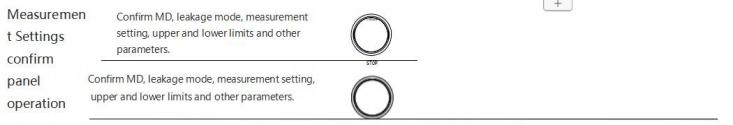 Measuremen
t Settings
confirm
panel
operation
Confirm MD, leakage mode, measurement
setting, upper and lower limits and other
parameters.
STOP
Confirm MD, leakage mode, measurement setting,
upper and lower limits and other parameters.
+